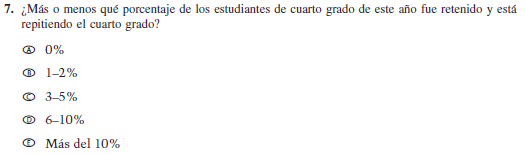 7. ¿Más o menos qué porcentaje de los estudiantes de cuarto grado de este año fue retenido y está
repitiendo el cuarto grado?
Ⓐ 0%
Ⓑ 1–2%
Ⓒ 3–5%
Ⓓ 6–10%
Ⓔ Más del 10%